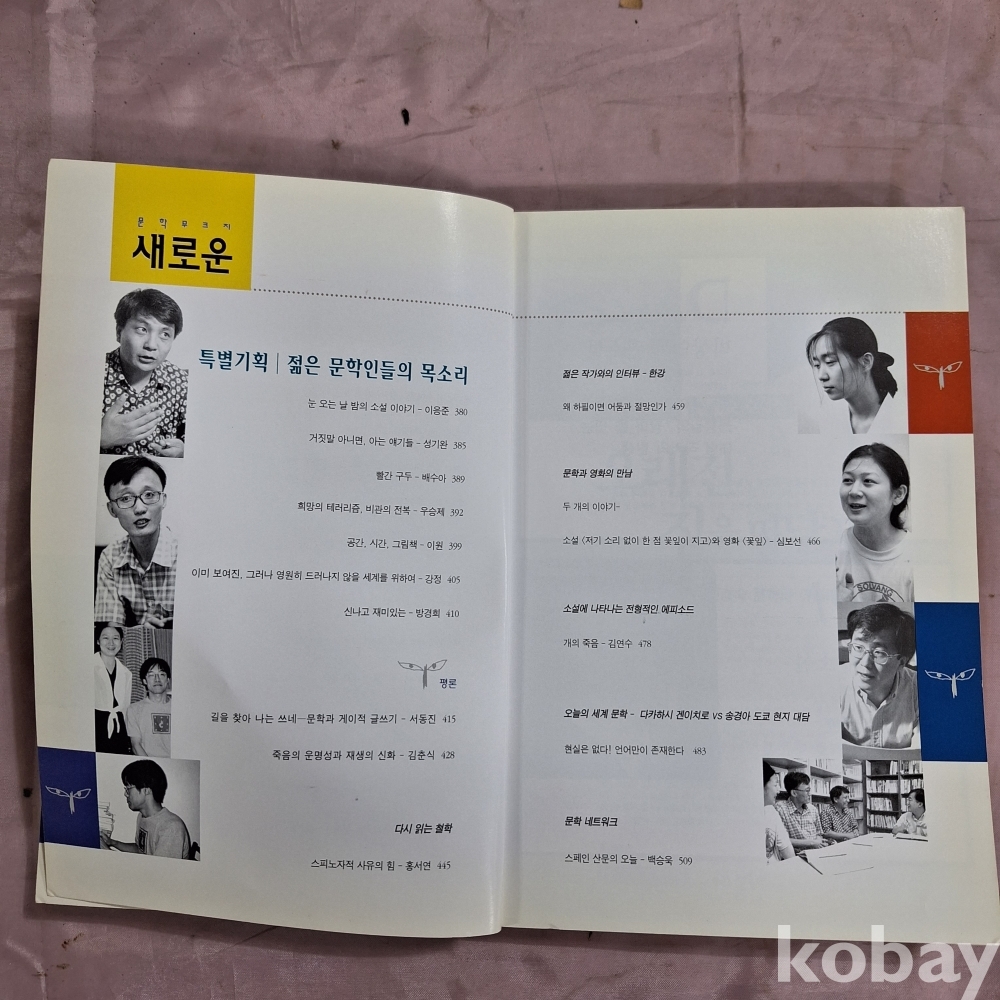 문학무크지
새로운
특별기획 | 젊은 문학인들의 목소리
눈 오는 날 밤의 소설 이야기 - 이응준 380
거짓말 아니면, 아는 얘기들 - 성기완 385
빨간 구두 - 배수아 389
희망의 테러리즘, 비관의 전복 - 우승제 392
공간, 시간, 그림책 - 이원 399
이미 보여진, 그러나 영원히 드러나지 않을 세계를 위하여 - 강정 405
신나고 재미있는 - 방경희 410
평론
길을 찾아 나는 쓰네―문학과 게이적 글쓰기 - 서동진 415
죽음의 운명성과 재생의 신화 - 김춘식 428
다시 읽는 철학
스피노자적 사유의 힘 - 홍서연 445
젊은 작가와의 인터뷰 - 한강
왜 하필이면 어둠과 절망인가 459
문학과 영화의 만남
두 개의 이야기-
소설 〈저기 소리 없이 한 점 꽃잎이 지고〉와 영화 〈꽃잎〉 - 심보선 466
소설에 나타나는 전형적인 에피소드
개의 죽음 - 김연수 478
오늘의 세계 문학 - 다카하시 겐이치로 vs 송경아 도쿄 현지 대담
현실은 없다! 언어만이 존재한다 483
문학 네트워크
스페인 산문의 오늘 - 백승욱 509
SOLVANG
kobay